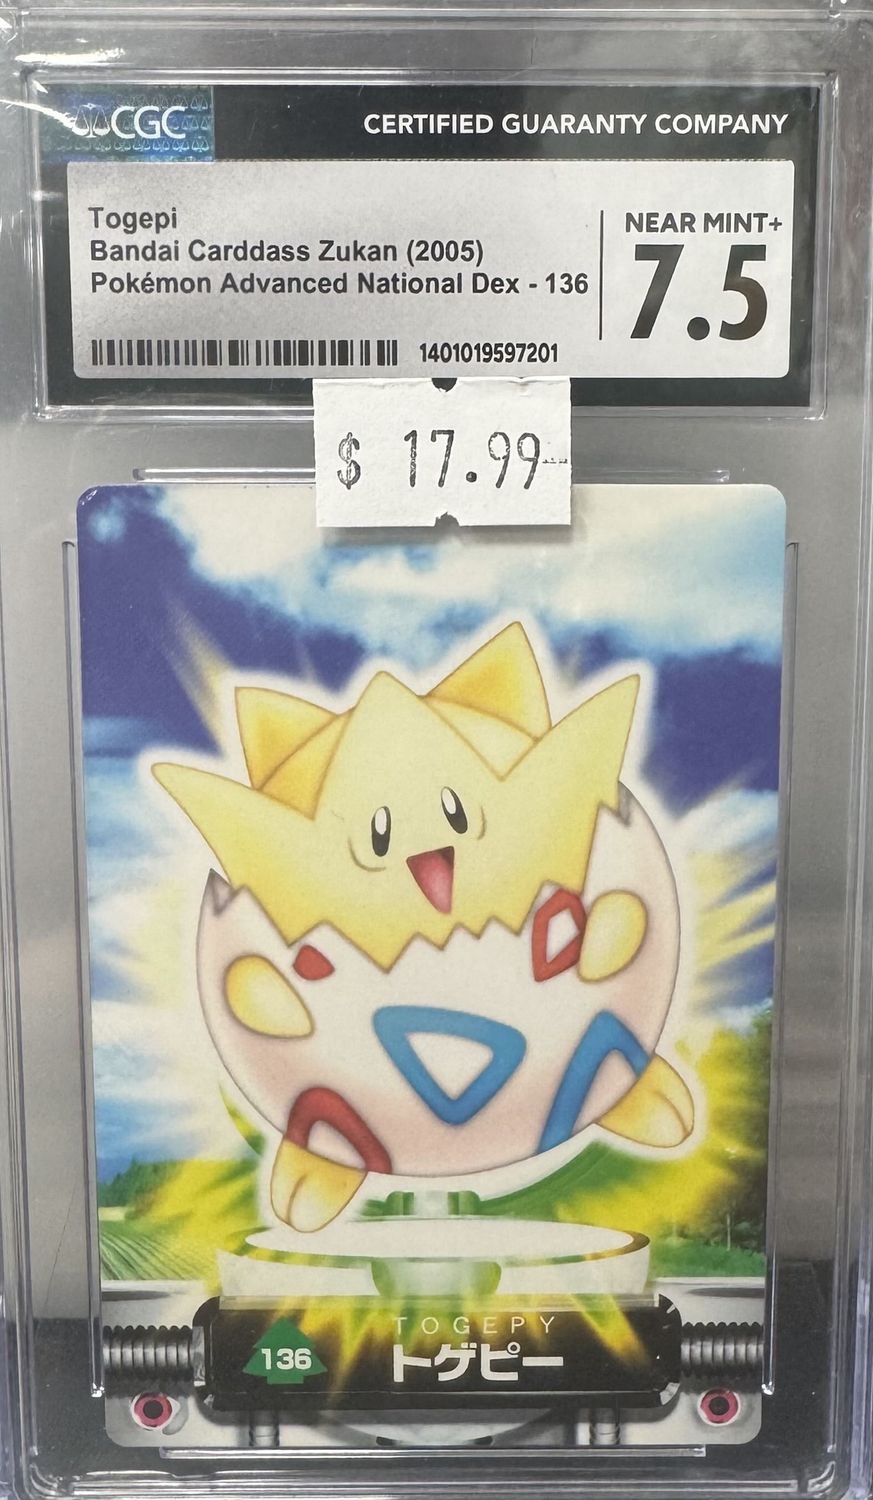 CGC
CERTIFIED GUARANTY COMPANY
Togepi
Bandai Carddass Zukan (2005)
Pokémon Advanced National Dex - 136
NEAR MINT+
7.5
1401019597201
$ 17.99
TOGEPY
136
トゲピー